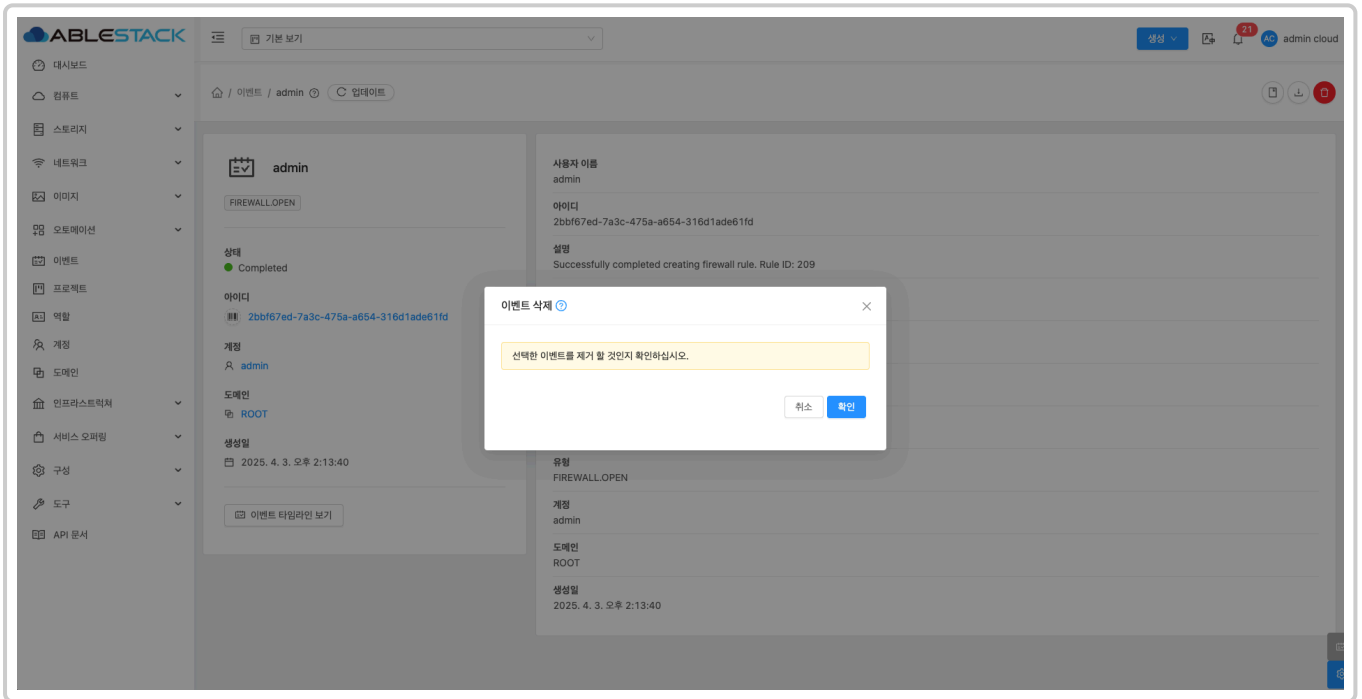 ABLESTACK
기본 보기
생성
21
AC
admin cloud
대시보드
컴퓨트
스토리지
네트워크
이미지
오토메이션
이벤트
프로젝트
역할
계정
도메인
인프라스트럭쳐
서비스 오퍼링
구성
도구
API 문서
/ 이벤트 / admin
업데이트
admin
FIREWALL.OPEN
상태
Completed
아이디
2bbf67ed-7a3c-475a-a654-316d1ade61fd
계정
admin
도메인
ROOT
생성일
2025. 4. 3. 오후 2:13:40
이벤트 타임라인 보기
사용자 이름
admin
아이디
2bbf67ed-7a3c-475a-a654-316d1ade61fd
설명
Successfully completed creating firewall rule. Rule ID: 209
이벤트 삭제
선택한 이벤트를 제거 할 것인지 확인하십시오.
취소
확인
유형
FIREWALL.OPEN
계정
admin
도메인
ROOT
생성일
2025. 4. 3. 오후 2:13:40